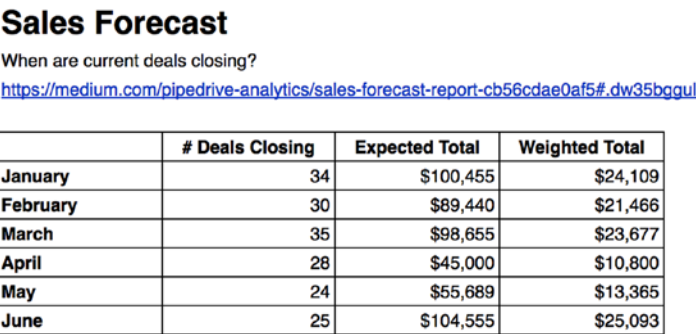 Sales Forecast
When are current deals closing?
https://medium.com/pipedrive-analytics/sales-forecast-report-cb56cdae0af5#.dw35bggul
# Deals Closing Expected Total Weighted Total
January 34 $100,455 $24,109
February 30 $89,440 $21,466
March 35 $98,655 $23,677
April 28 $45,000 $10,800
May 24 $55,689 $13,365
June 25 $104,555 $25,093